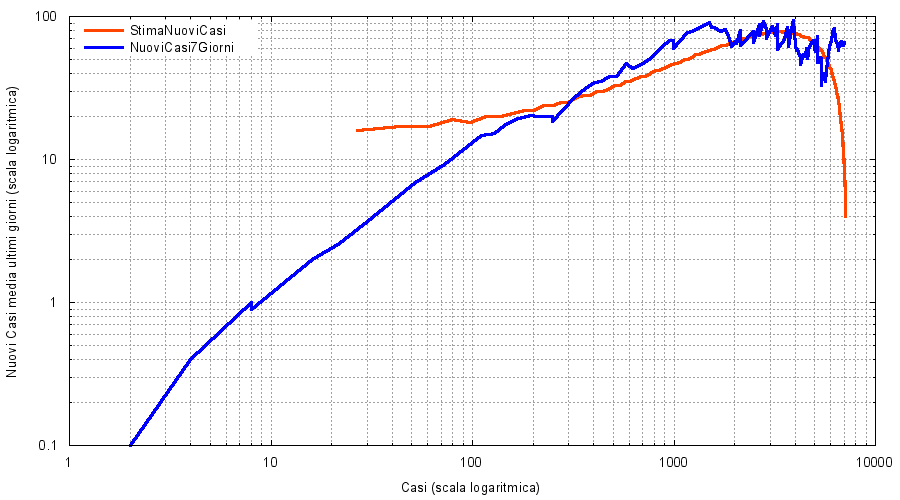 100
10
1
0.1
1
10
100
1000
10000
StimaNuoviCasi
NuoviCasi7Giorni
Nuovi Casi media ultimi giorni (scala logaritmica)
Casi (scala logaritmica)